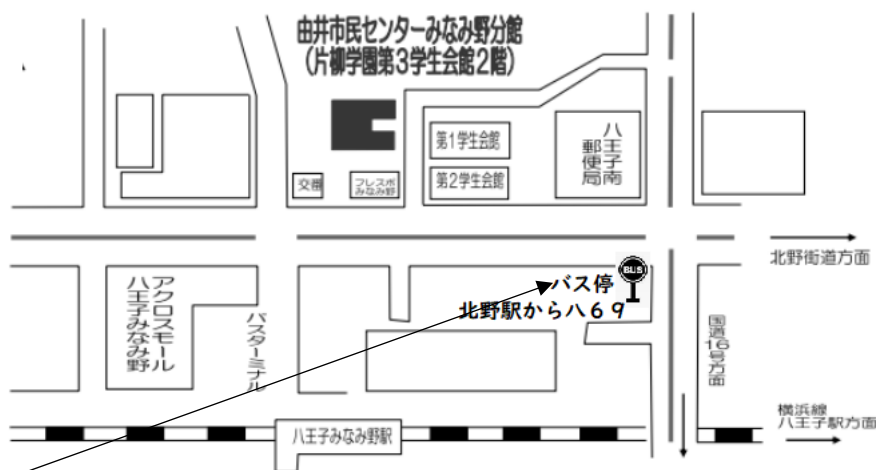 由井市民センターみなみ野分館
（片柳学園第3学生会館2階）
第1学生会館
第2学生会館
八王子南
郵便局
交番
フレスポ
みなみ野
北野街道方面
BUS
バス停
北野駅から八６９
アクロスモール
八王子みなみ野
バスターミナル
国道16号方面
八王子みなみ野駅
横浜線
八王子駅方面